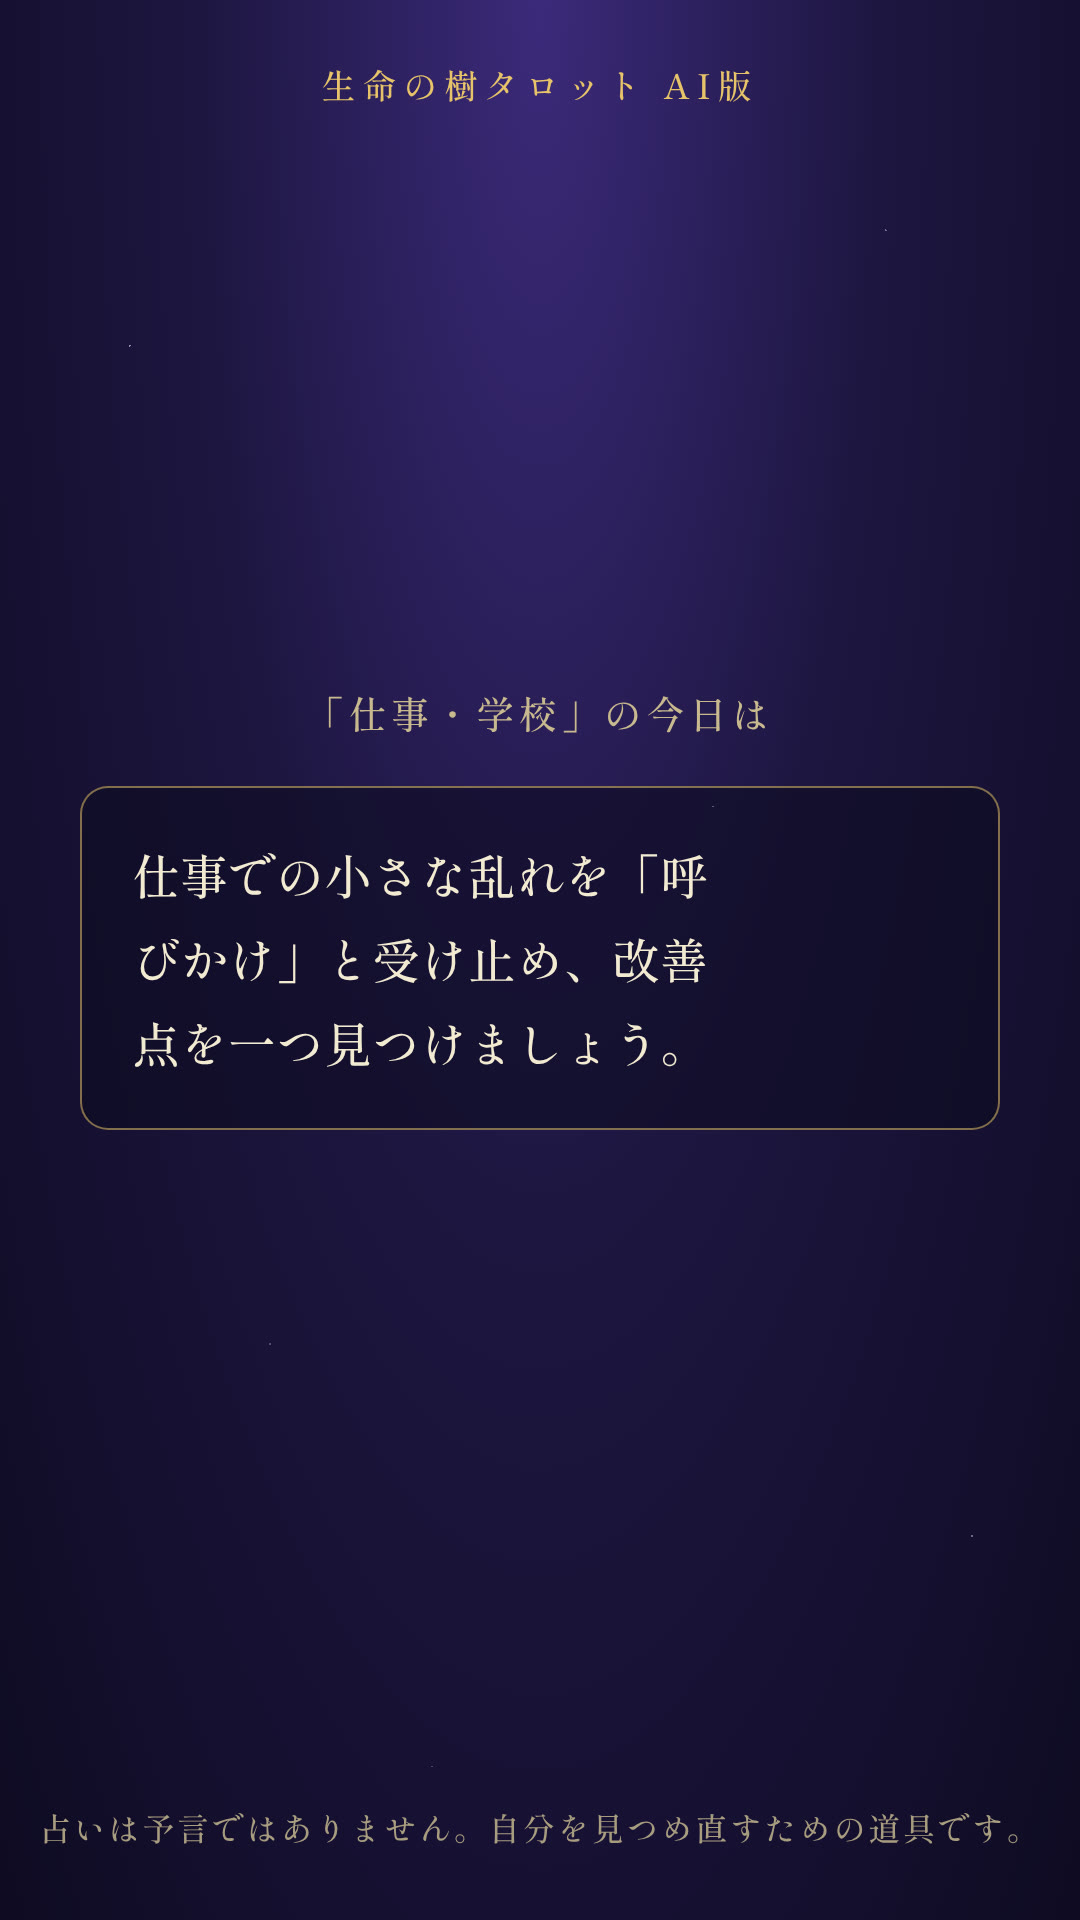 生命の樹タロット AI版
「仕事・学校」の今日は
仕事での小さな乱れを「呼
びかけ」と受け止め、改善
点を一つ見つけましょう。
占いは予言ではありません。自分を見つめ直すための道具です。